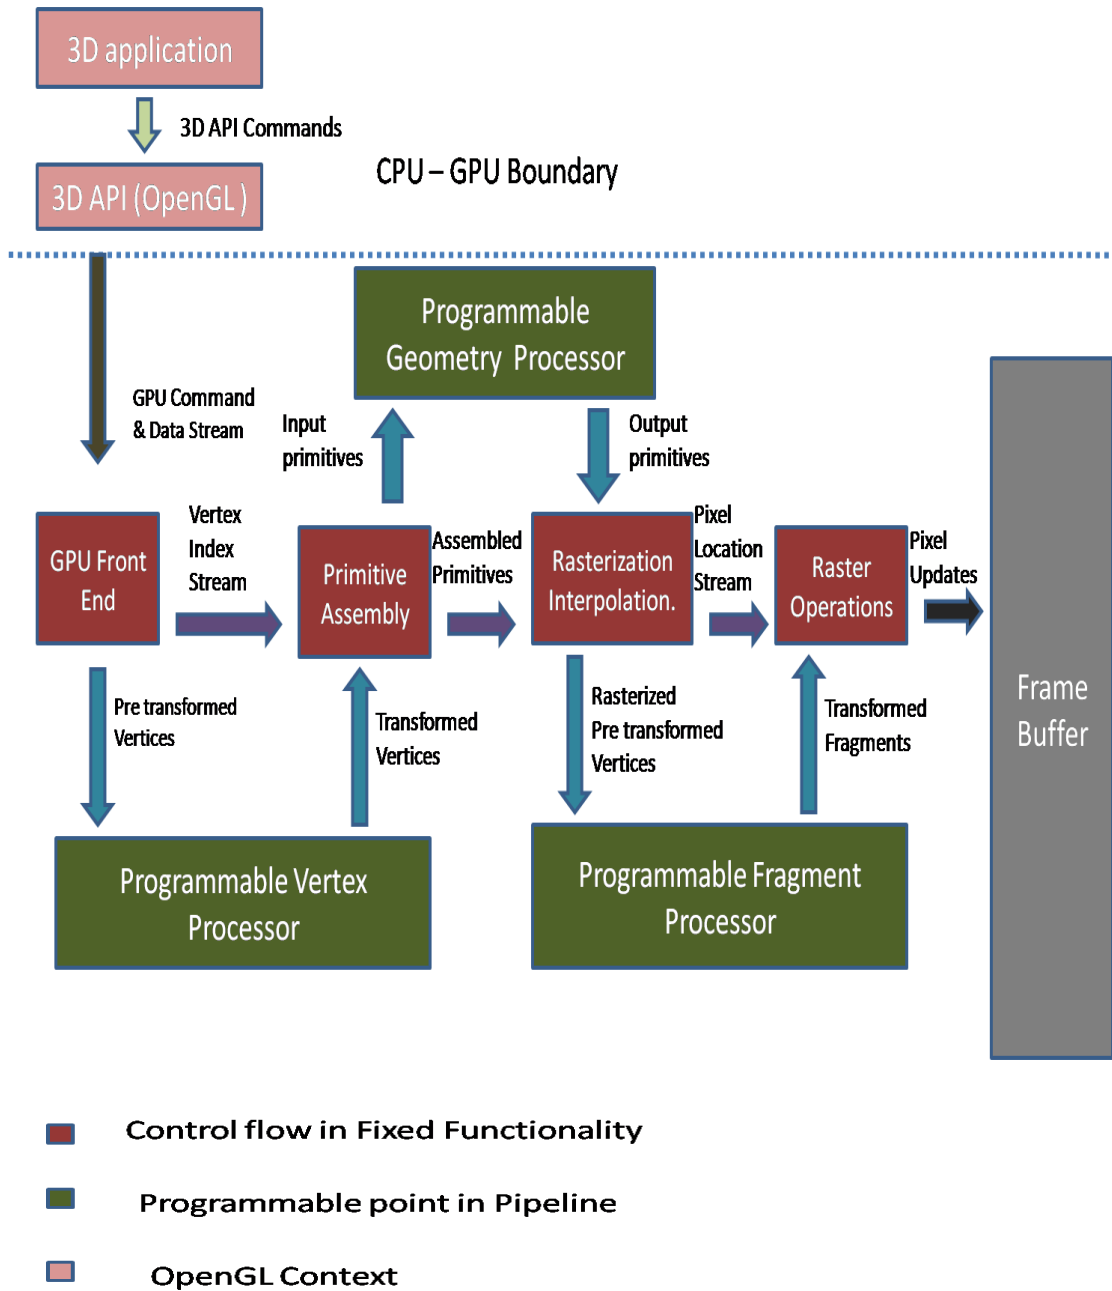 3D application
3D API Commands
CPU – GPU Boundary
3D API (OpenGL )
Programmable
Geometry Processor
GPU Command
& Data Stream
Input
primitives
Output
primitives
GPU Front
End
Vertex
Index
Stream
Primitive
Assembly
Assembled
Primitives
Rasterization
Interpolation.
Pixel
Location
Stream
Raster
Operations
Pixel
Updates
Frame
Buffer
Pre transformed
Vertices
Transformed
Vertices
Rasterized
Pre transformed
Vertices
Transformed
Fragments
Programmable Vertex
Processor
Programmable Fragment
Processor
Control flow in Fixed Functionality
Programmable point in Pipeline
OpenGL Context